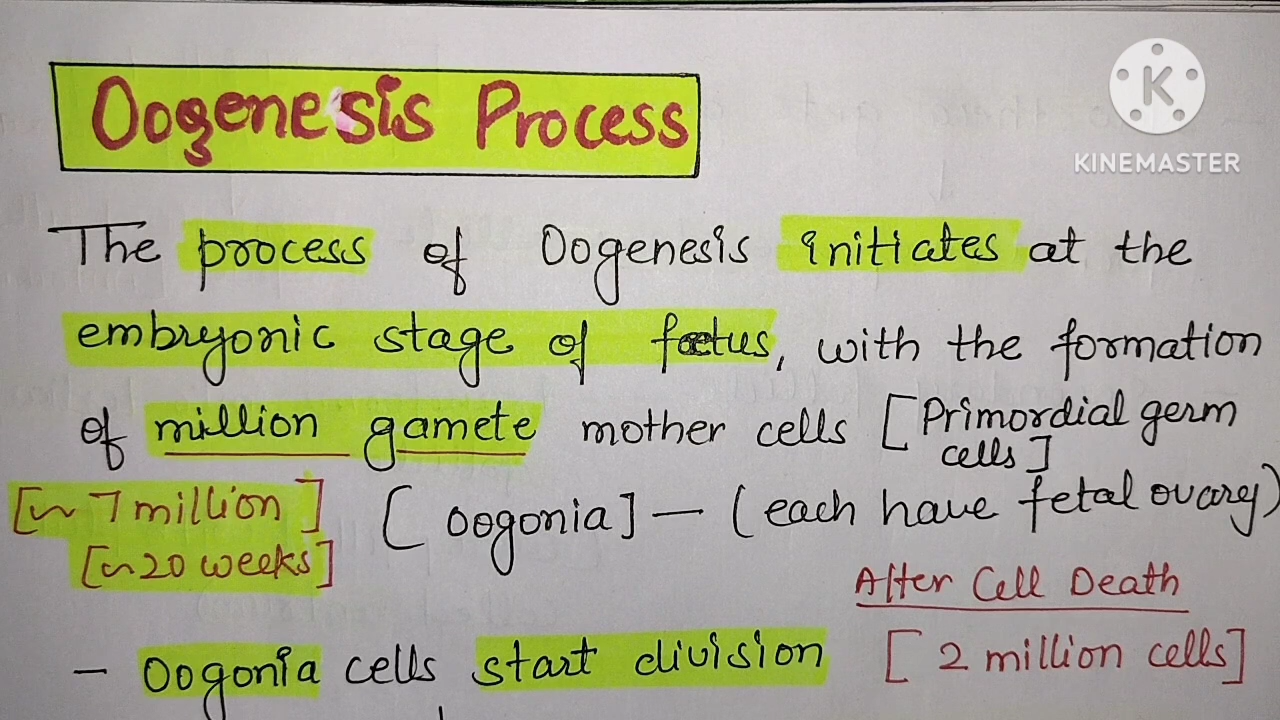 Oogenesis Process
KINEMASTER
The process of Oogenesis initiates at the
embryonic stage of foetus, with the formation
of million gamete mother cells [Primordial germ
cells]
[~ 7 million] [oogonia] — (each have fetal ovary)
[~20 weeks]
After Cell Death
- Oogonia cells start division [2 million cells]